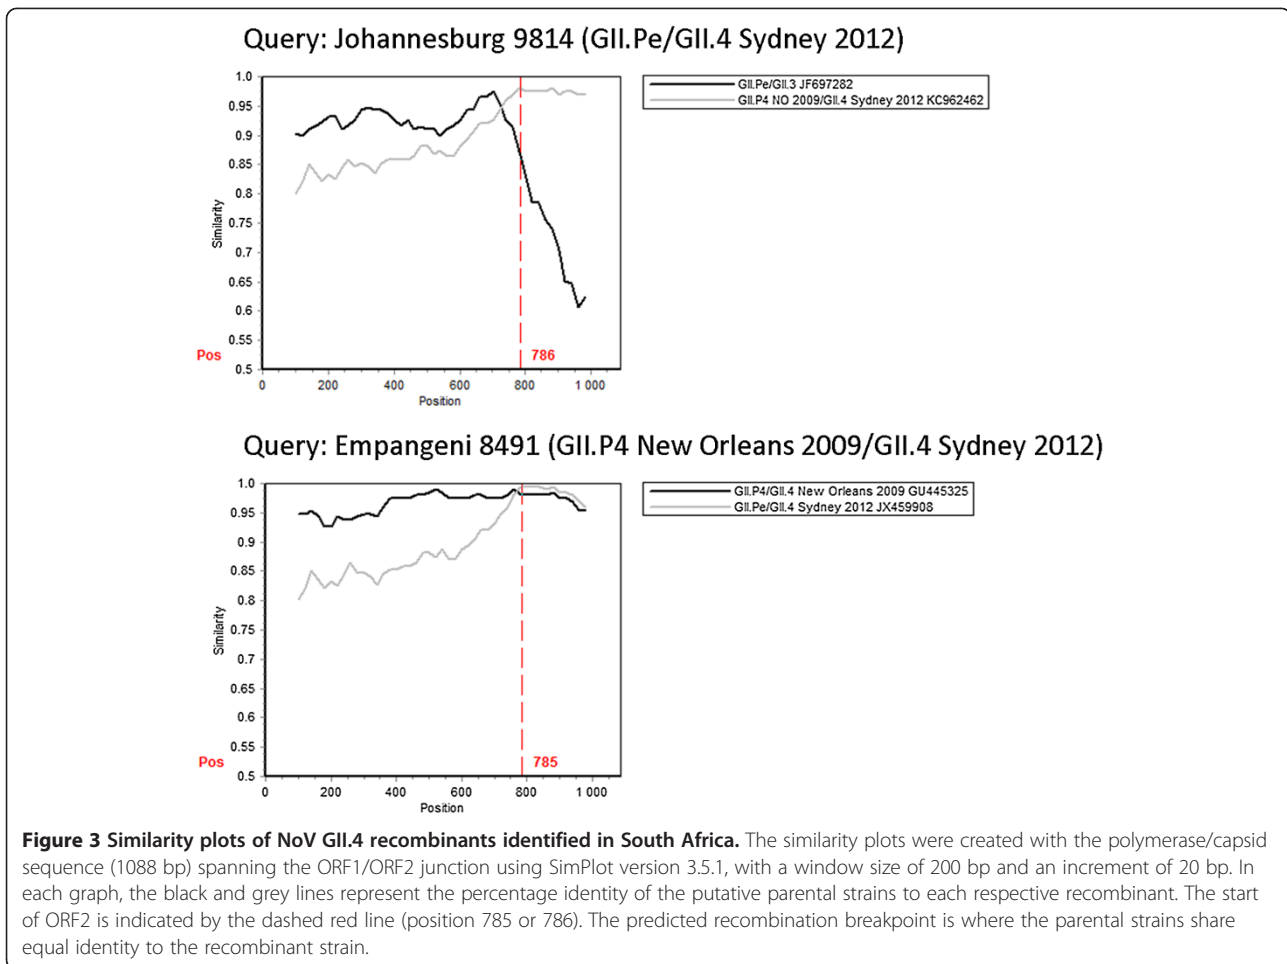 Query: Johannesburg 9814 (GII.Pe/GII.4 Sydney 2012)
GII.Pe/GII.3 JF697282
GII.P4 NO 2009/GII.4 Sydney 2012 KC962462
1.0
0.95
0.9
0.85
0.8
0.75
0.7
0.65
0.6
0.55
0.5
Similarity
Pos
786
0 200 400 600 800 1 000
Position
Query: Empangeni 8491 (GII.P4 New Orleans 2009/GII.4 Sydney 2012)
GII.P4/GII.4 New Orleans 2009 GU445325
GII.Pe/GII.4 Sydney 2012 JX459908
1.0
0.95
0.9
0.85
0.8
0.75
0.7
0.65
0.6
0.55
0.5
Similarity
Pos
785
0 200 400 600 800 1 000
Position
Figure 3 Similarity plots of NoV GII.4 recombinants identified in South Africa. The similarity plots were created with the polymerase/capsid
sequence (1088 bp) spanning the ORF1/ORF2 junction using SimPlot version 3.5.1, with a window size of 200 bp and an increment of 20 bp. In
each graph, the black and grey lines represent the percentage identity of the putative parental strains to each respective recombinant. The start
of ORF2 is indicated by the dashed red line (position 785 or 786). The predicted recombination breakpoint is where the parental strains share
equal identity to the recombinant strain.